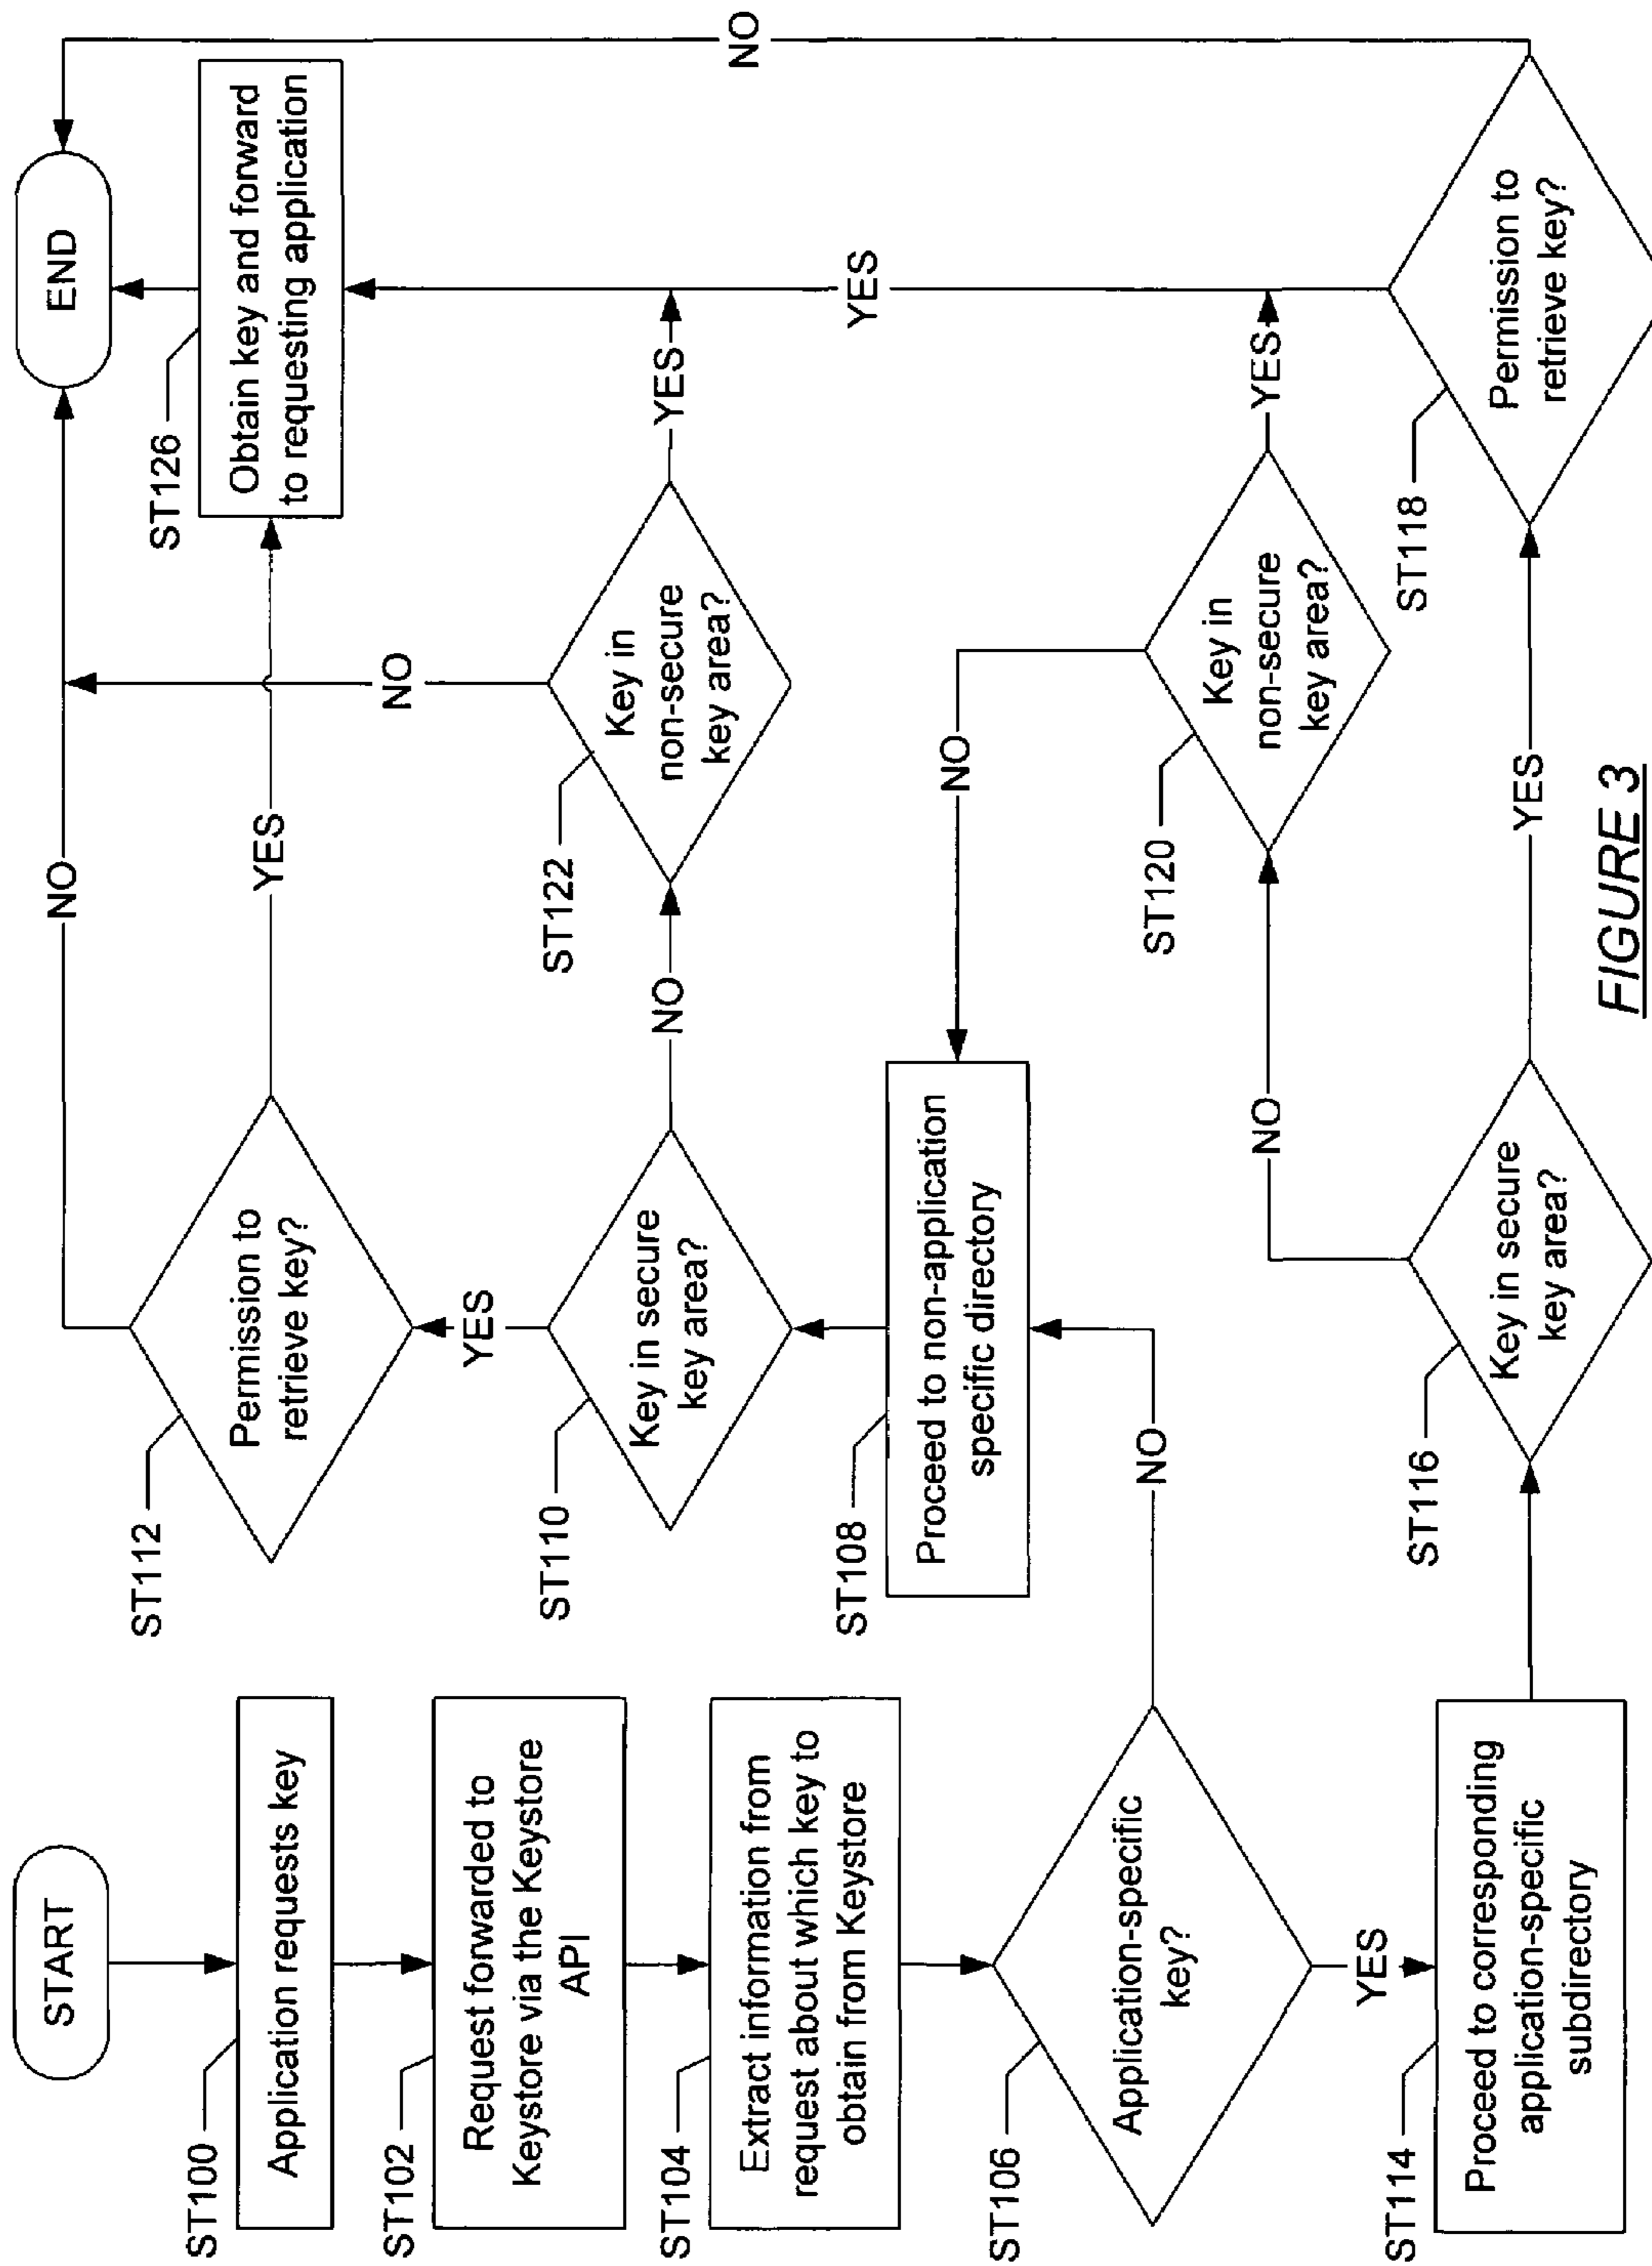 START
ST100
Application requests key
ST102
Request forwarded to
Keystore via the Keystore
API
ST104
Extract information from
request about which key to
obtain from Keystore
ST106
Application-specific
key?
NO
YES
ST114
Proceed to corresponding
application-specific
subdirectory
ST112
Permission to
retrieve key?
NO
YES
YES
ST110
Key in secure
key area?
NO
ST108
Proceed to non-application
specific directory
NO
ST116
Key in secure
key area?
NO
YES
ST122
Key in
non-secure
key area?
NO
YES
ST120
Key in
non-secure
key area?
YES
ST118
Permission to
retrieve key?
YES
NO
ST126
Obtain key and forward
to requesting application
END
FIGURE 3